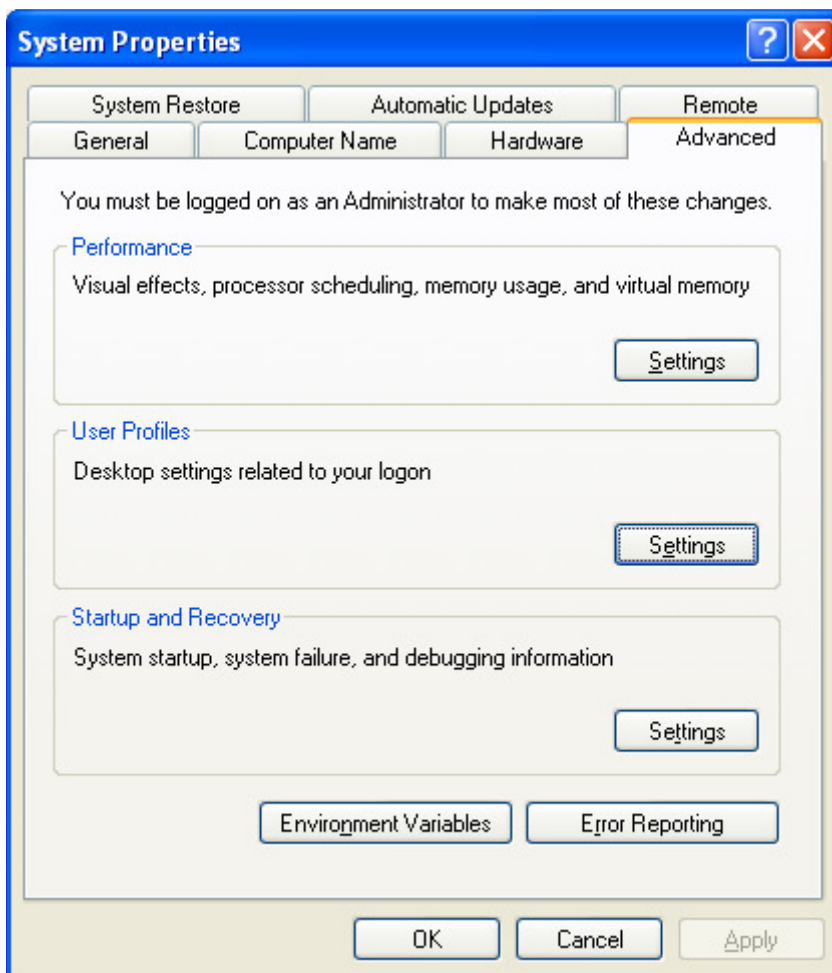 System Properties
System Restore Automatic Updates Remote
General Computer Name Hardware Advanced
You must be logged on as an Administrator to make most of these changes.
Performance
Visual effects, processor scheduling, memory usage, and virtual memory
Settings
User Profiles
Desktop settings related to your logon
Settings
Startup and Recovery
System startup, system failure, and debugging information
Settings
Environment Variables Error Reporting
OK Cancel Apply